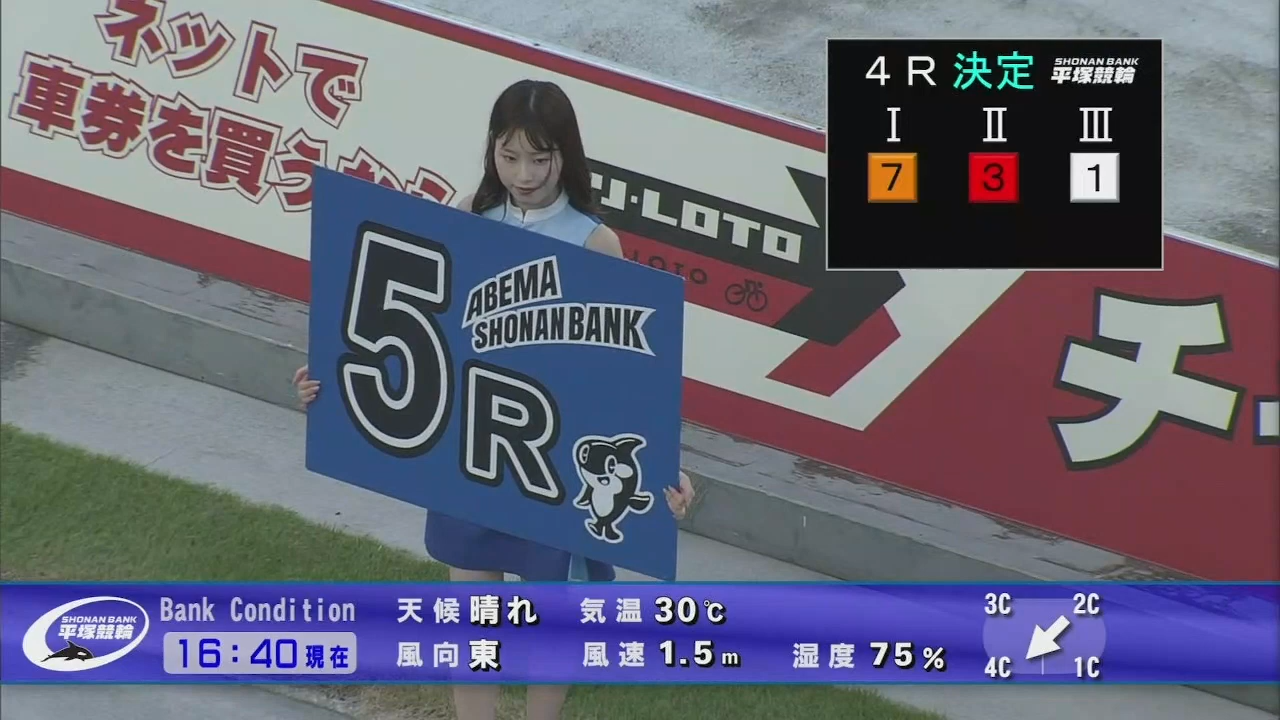 ネットで
車券を買うなら
リ・LOTO
LOTO
チ
5R
ABEMA
SHONAN BANK
4R 決定 SHONAN BANK 平塚競輪
Ⅰ Ⅱ Ⅲ
7 3 1
SHONAN BANK
平塚競輪
Bank Condition
16:40現在
天候 晴れ 気温 30℃
風向 東 風速 1.5m 湿度 75%
3C 2C
4C 1C